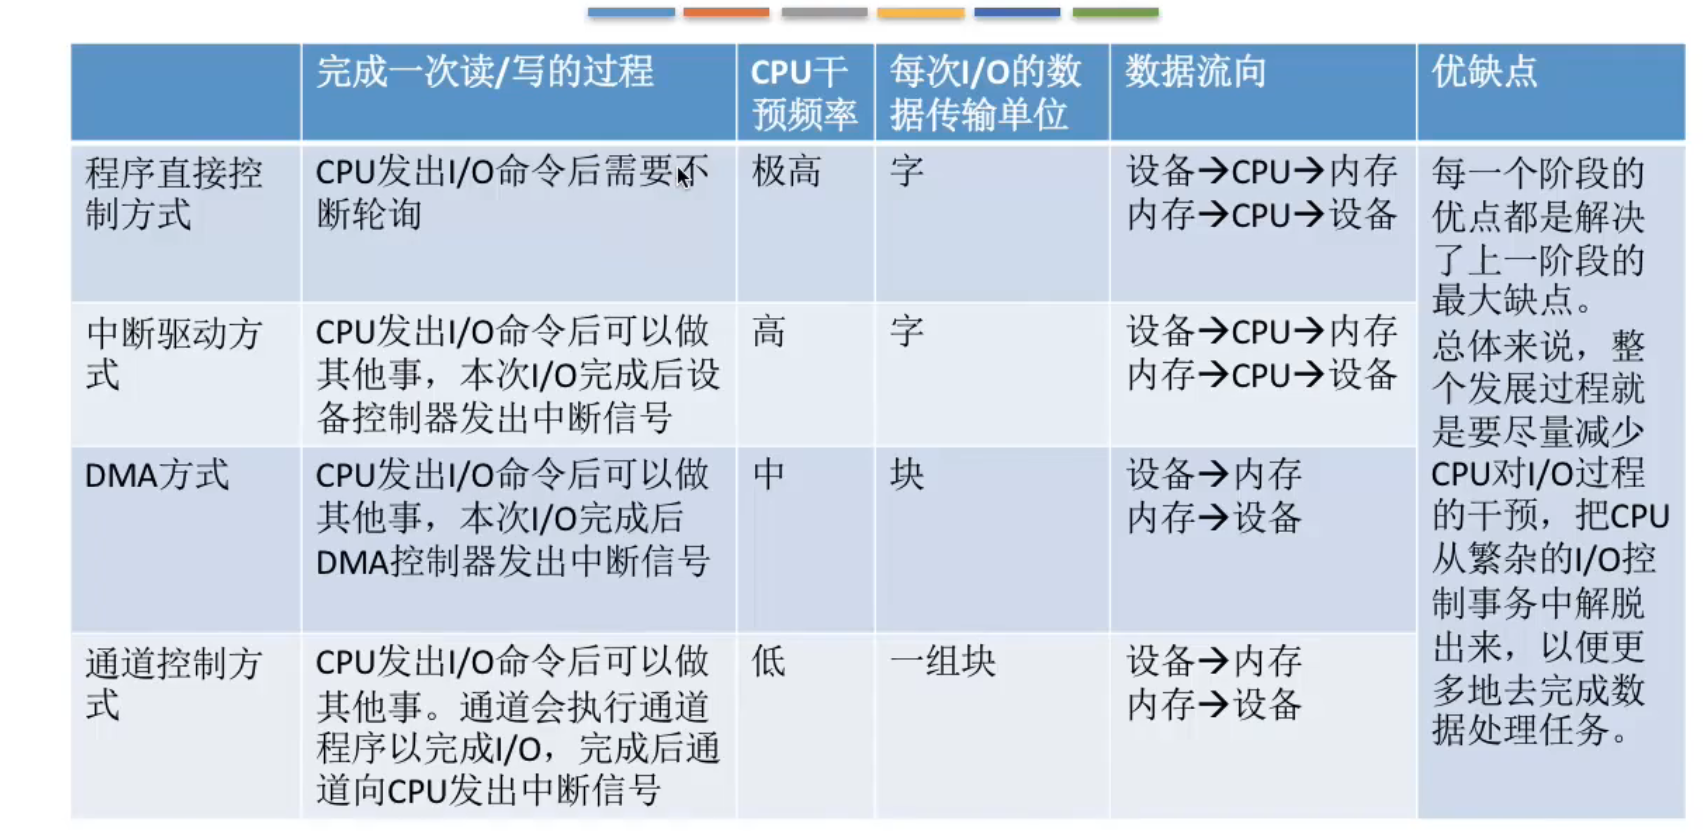 完成一次读/写的过程
CPU干
预频率
每次I/O的数
据传输单位
数据流向
优缺点
程序直接控
制方式
CPU发出I/O命令后需要不
断轮询
极高
字
设备→CPU→内存
内存→CPU→设备
每一个阶段的
优点都是解决
了上一阶段的
最大缺点。
总体来说，整
个发展过程就
是要尽量减少
CPU对I/O过程
的干预，把CPU
从繁杂的I/O控
制事务中解脱
出来，以便更
多地去完成数
据处理任务。
中断驱动方
式
CPU发出I/O命令后可以做
其他事，本次I/O完成后设
备控制器发出中断信号
高
字
设备→CPU→内存
内存→CPU→设备
DMA方式
CPU发出I/O命令后可以做
其他事，本次I/O完成后
DMA控制器发出中断信号
中
块
设备→内存
内存→设备
通道控制方
式
CPU发出I/O命令后可以做
其他事。通道会执行通道
程序以完成I/O，完成后通
道向CPU发出中断信号
低
一组块
设备→内存
内存→设备